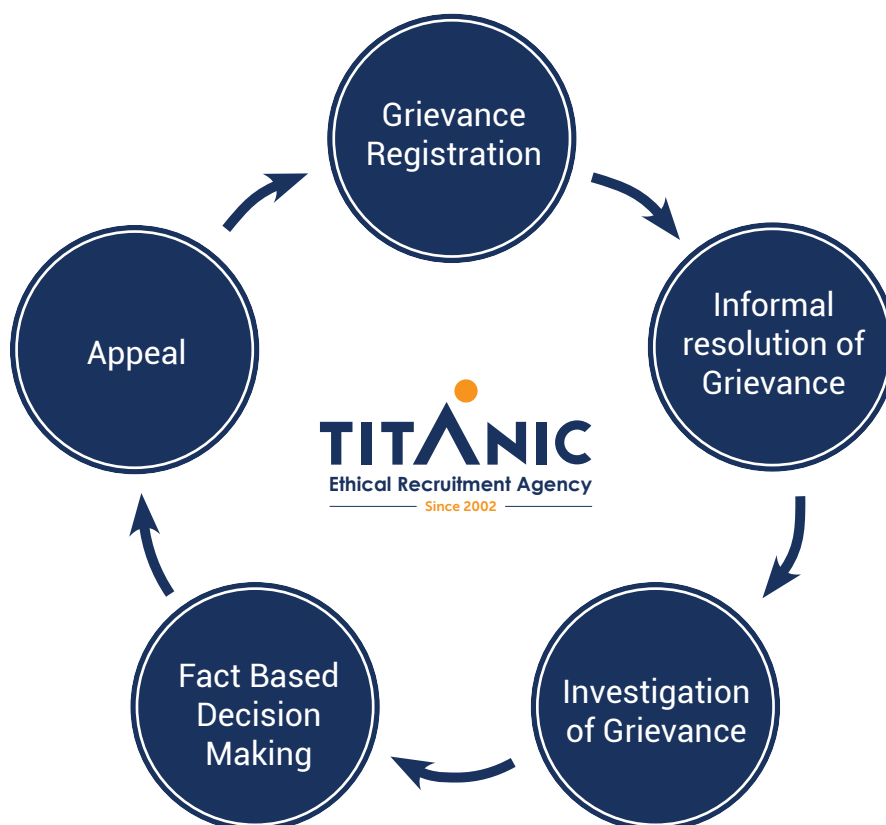 Grievance
Registration
Informal
resolution of
Grievance
Investigation
of Grievance
Fact Based
Decision
Making
Appeal
TITANIC
Ethical Recruitment Agency
Since 2002